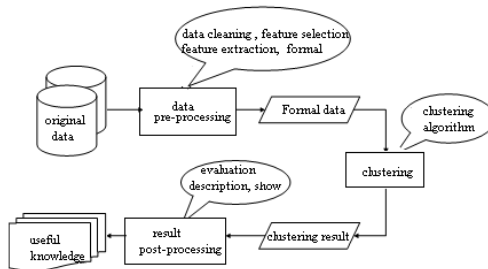 data cleaning , feature selection
feature extraction, formal
original
data
data
pre-processing
Formal data
clustering
algorithm
clustering
evaluation
description, show
clustering result
result
post-processing
useful
knowledge